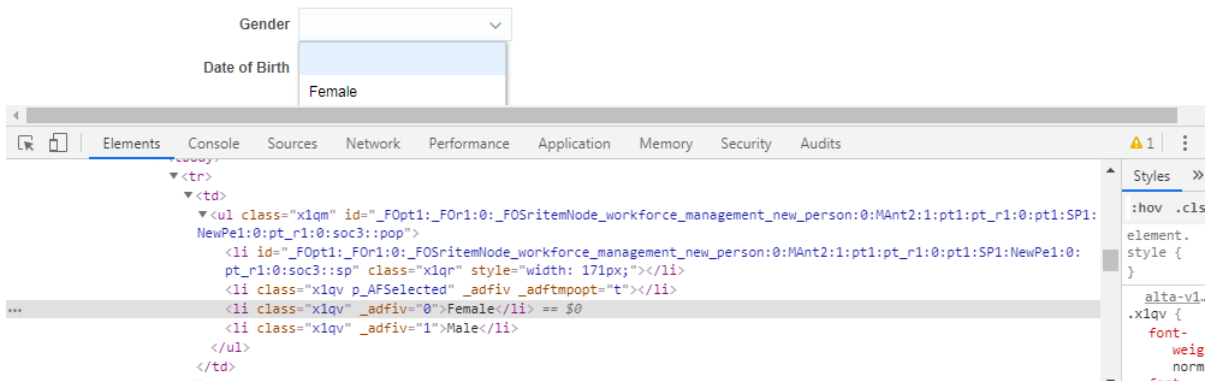 Gender
Date of Birth
Female
Elements Console Sources Network Performance Application Memory Security Audits 1
Styles »
▼<tr>
▼<td>
▼<ul class="x1qm" id="_FOpt1:_FOr1:0:_FOSritemNode_workforce_management_new_person:0:MAnt2:1:pt1:pt_r1:0:pt1:SP1:
NewPe1:0:pt_r1:0:soc3::pop">
<li id="_FOpt1:_FOr1:0:_FOSritemNode_workforce_management_new_person:0:MAnt2:1:pt1:pt_r1:0:pt1:SP1:NewPe1:0:
pt_r1:0:soc3::sp" class="x1qr" style="width: 171px;"></li>
<li class="x1qv p_AFSelected" _adfiv _adftmpopt="t"></li>
... <li class="x1qv" _adfiv="0">Female</li> == $0
<li class="x1qv" _adfiv="1">Male</li>
</ul>
</td>
:hov .cls
element.
style {
}
alta-v1…
.x1qv {
font-
weig
norm